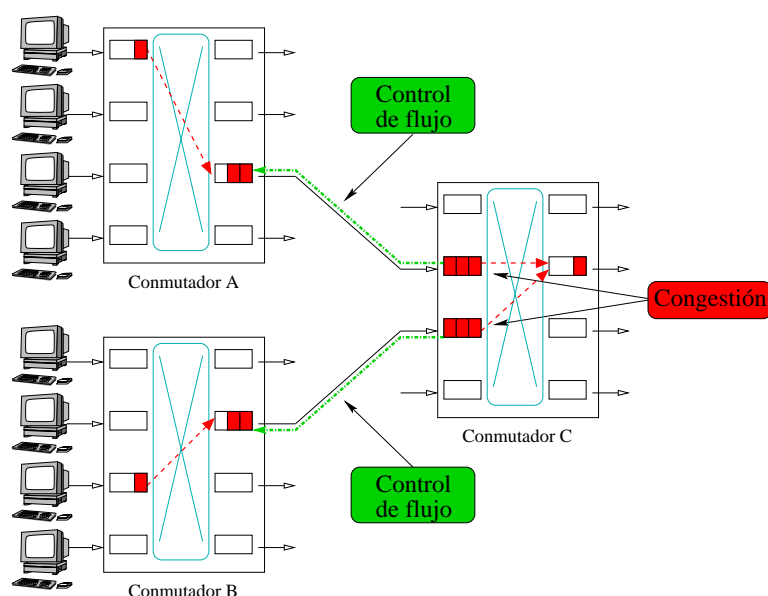 Control
de flujo
Conmutador A
Congestión
Conmutador C
Control
de flujo
Conmutador B